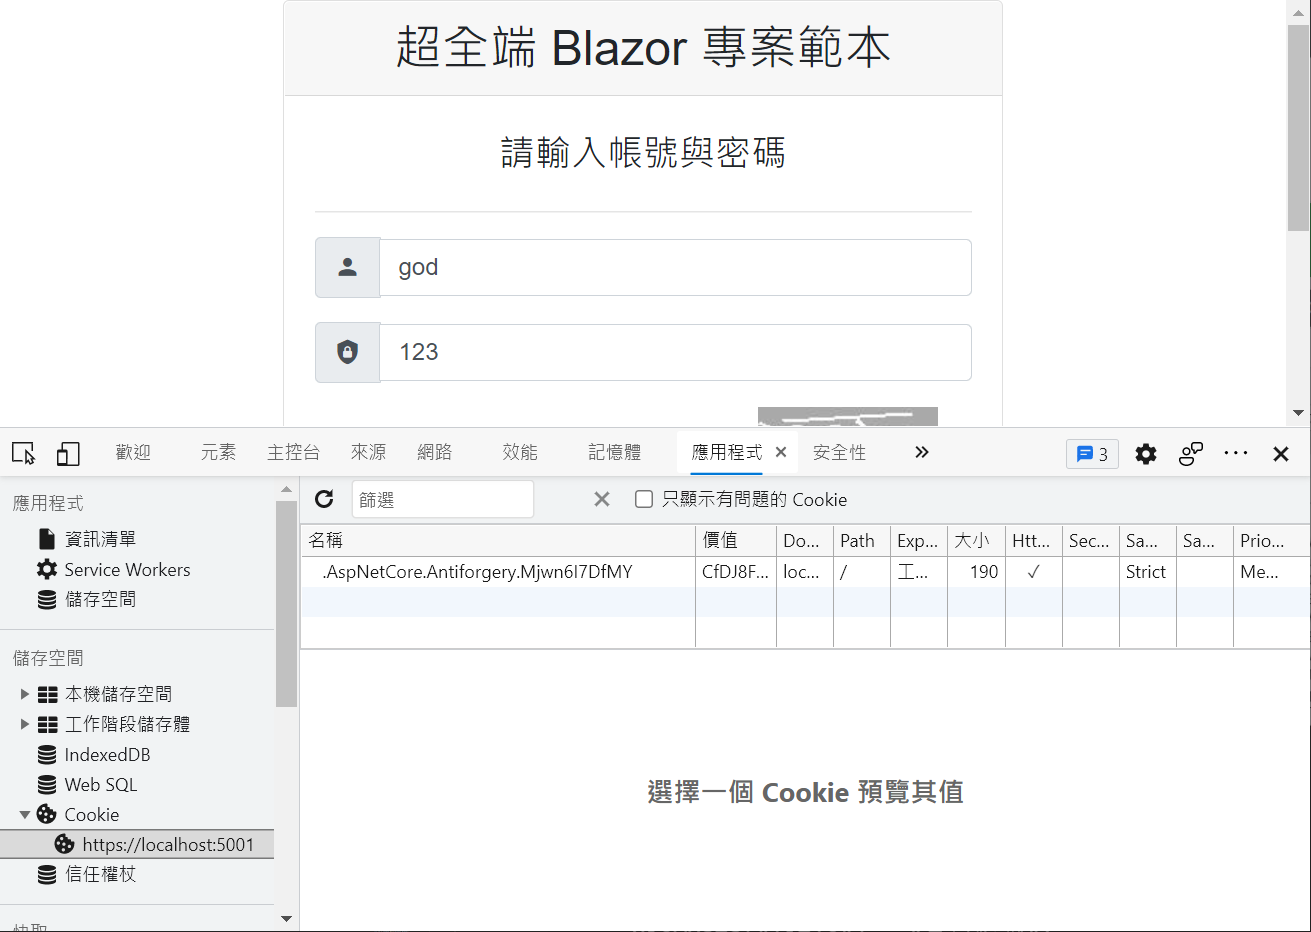 超全端 Blazor 專案範本
請輸入帳號與密碼
god
123
歡迎 元素 主控台 來源 網路 效能 記憶體 應用程式 安全性 3
應用程式
資訊清單
Service Workers
儲存空間
儲存空間
本機儲存空間
工作階段儲存體
IndexedDB
Web SQL
Cookie
https://localhost:5001
信任權杖
快取
篩選 只顯示有問題的 Cookie
名稱 價值 Do... Path Exp... 大小 Htt... Sec... Sa... Sa... Prio...
.AspNetCore.Antiforgery.Mjwn6I7DfMY CfDJ8F... loc... / 工... 190 ✓ Strict Me...
選擇一個 Cookie 預覽其值